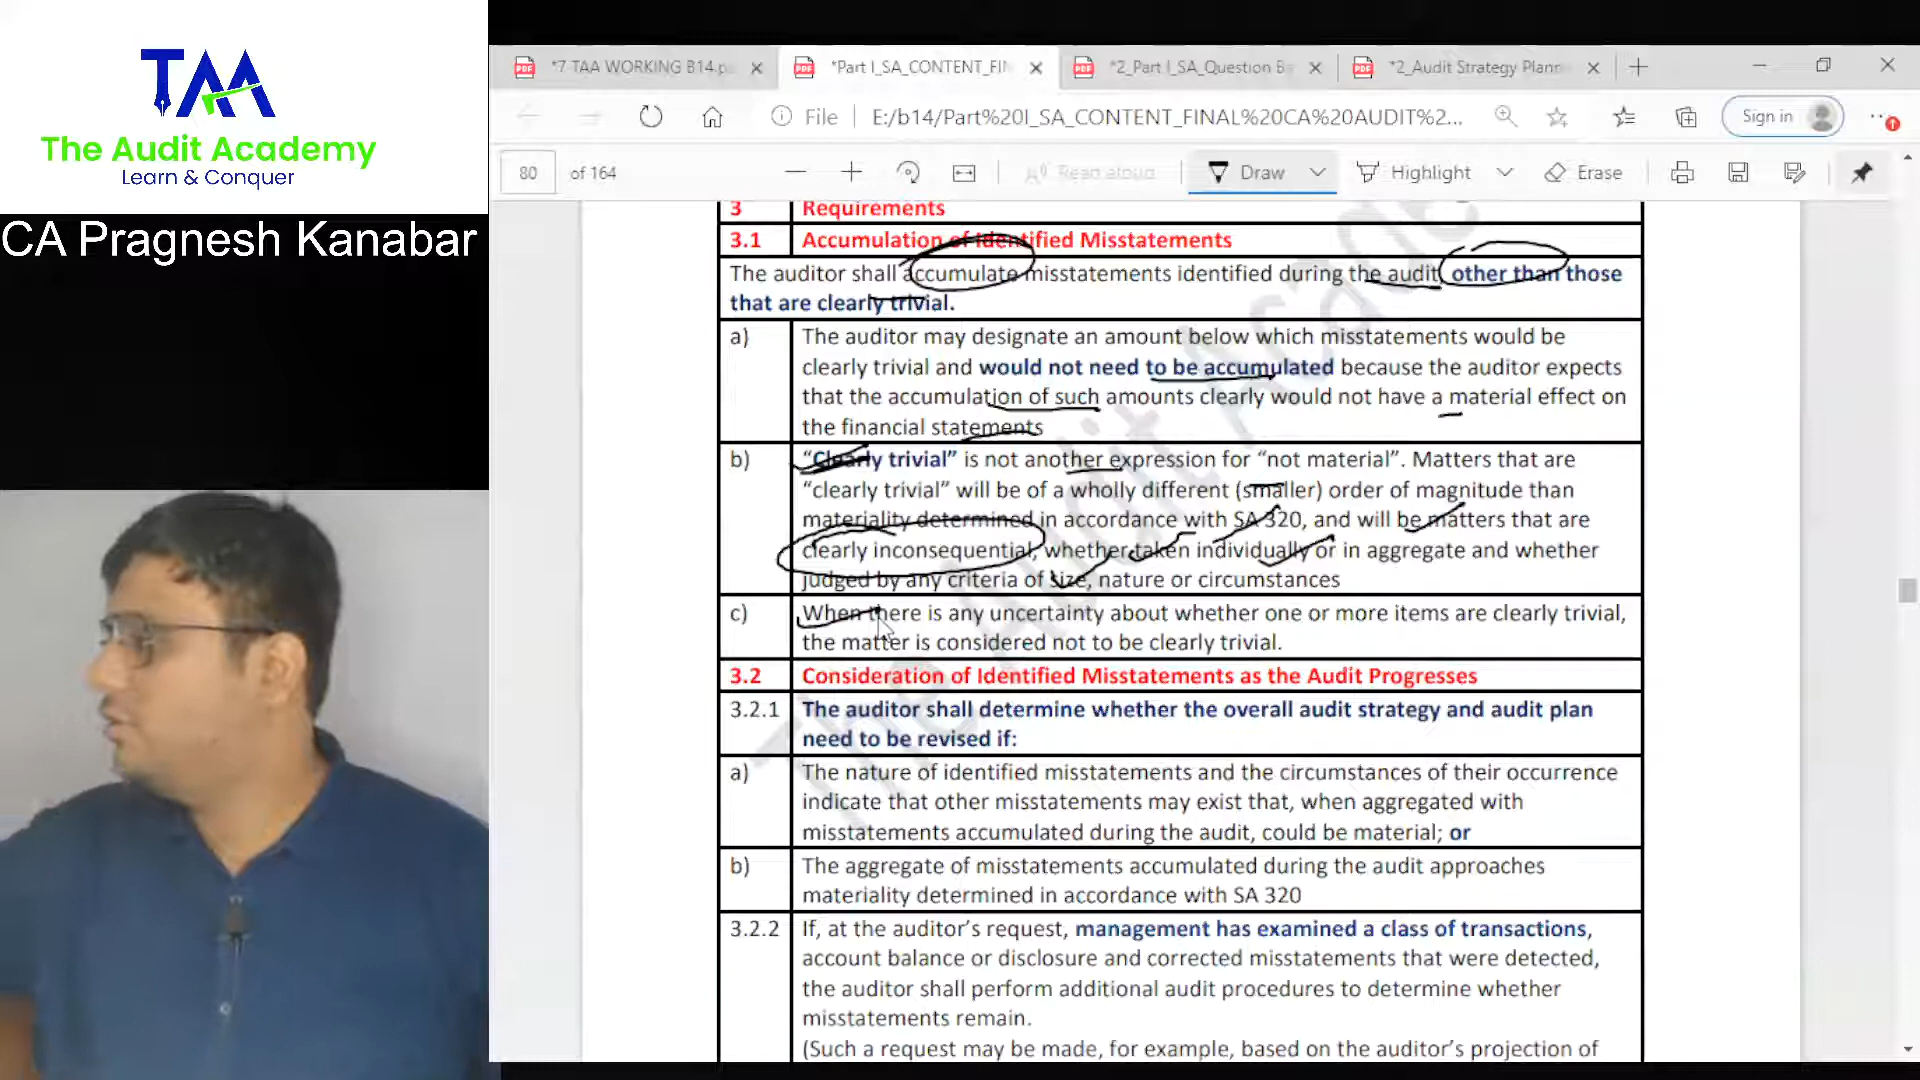 TAA
The Audit Academy
Learn & Conquer
CA Pragnesh Kanabar
*7 TAA WORKING B14.p
*Part I_SA_CONTENT_FIN
*2_Part I_SA_Question Ba
*2_Audit Strategy Plann
File
E:/b14/Part%20I_SA_CONTENT_FINAL%20CA%20AUDIT%2...
Sign in
80 of 164
Read aloud
Draw
Highlight
Erase
3 Requirements
3.1 Accumulation of Identified Misstatements
The auditor shall accumulate misstatements identified during the audit, other than those
that are clearly trivial.
a) The auditor may designate an amount below which misstatements would be
clearly trivial and would not need to be accumulated because the auditor expects
that the accumulation of such amounts clearly would not have a material effect on
the financial statements
b) “Clearly trivial” is not another expression for “not material”. Matters that are
“clearly trivial” will be of a wholly different (smaller) order of magnitude than
materiality determined in accordance with SA 320, and will be matters that are
clearly inconsequential, whether taken individually or in aggregate and whether
judged by any criteria of size, nature or circumstances
c) When there is any uncertainty about whether one or more items are clearly trivial,
the matter is considered not to be clearly trivial.
3.2 Consideration of Identified Misstatements as the Audit Progresses
3.2.1 The auditor shall determine whether the overall audit strategy and audit plan
need to be revised if:
a) The nature of identified misstatements and the circumstances of their occurrence
indicate that other misstatements may exist that, when aggregated with
misstatements accumulated during the audit, could be material; or
b) The aggregate of misstatements accumulated during the audit approaches
materiality determined in accordance with SA 320
3.2.2 If, at the auditor’s request, management has examined a class of transactions,
account balance or disclosure and corrected misstatements that were detected,
the auditor shall perform additional audit procedures to determine whether
misstatements remain.
(Such a request may be made, for example, based on the auditor’s projection of
The Audit Acade